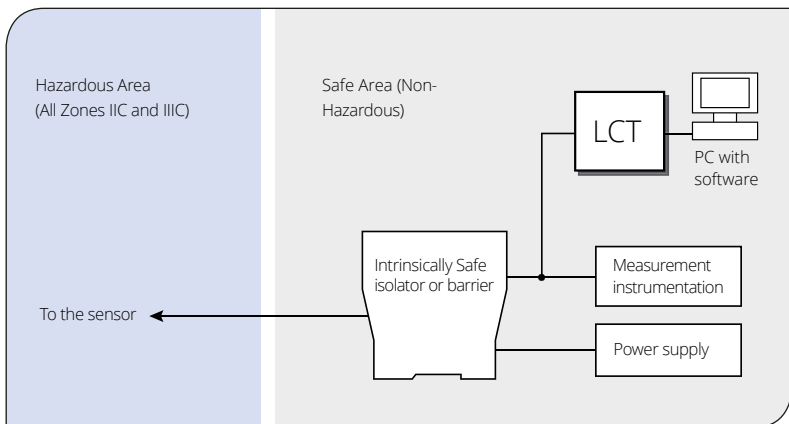 Hazardous Area
(All Zones IIC and IIIC)
Safe Area (Non-
Hazardous)
LCT
PC with
software
Intrinsically Safe
isolator or barrier
Measurement
instrumentation
To the sensor
Power supply